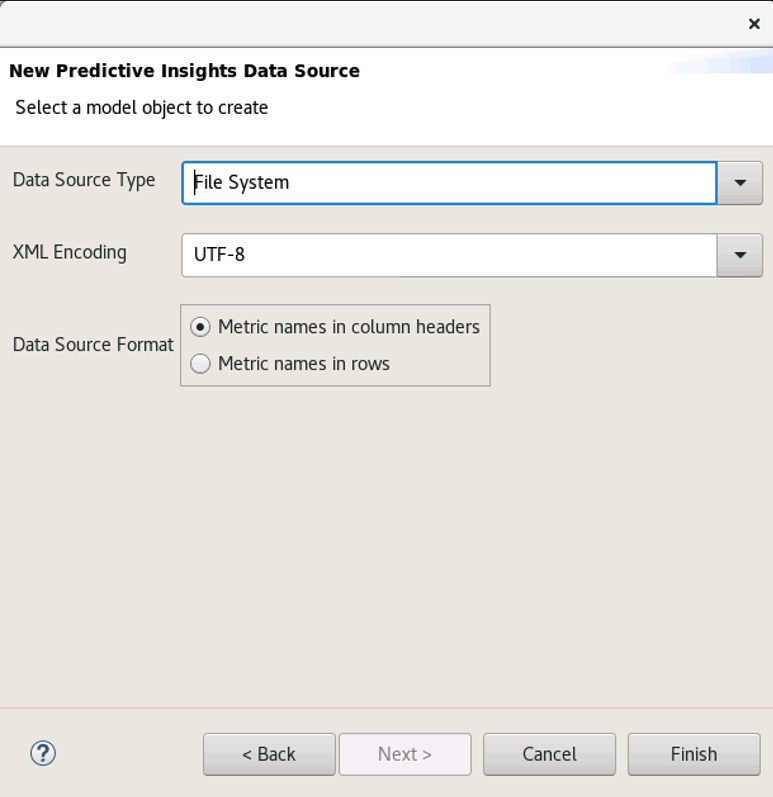 New Predictive Insights Data Source
Select a model object to create
Data Source Type
File System
XML Encoding
UTF-8
Data Source Format
Metric names in column headers
Metric names in rows
?
< Back
Next >
Cancel
Finish